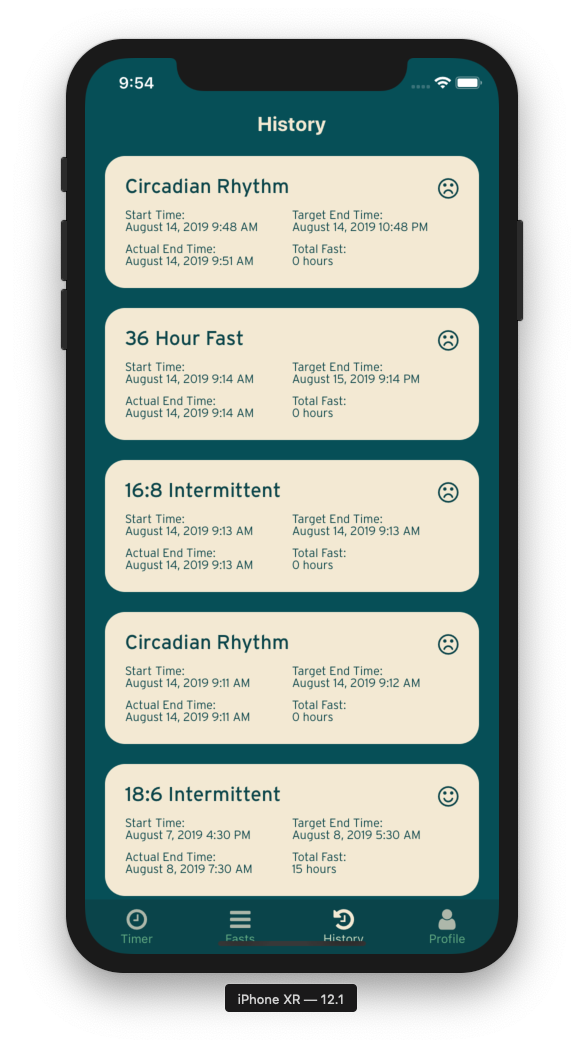 9:54
History
Circadian Rhythm
Start Time:
August 14, 2019 9:48 AM
Target End Time:
August 14, 2019 10:48 PM
Actual End Time:
August 14, 2019 9:51 AM
Total Fast:
0 hours
36 Hour Fast
Start Time:
August 14, 2019 9:14 AM
Target End Time:
August 15, 2019 9:14 PM
Actual End Time:
August 14, 2019 9:14 AM
Total Fast:
0 hours
16:8 Intermittent
Start Time:
August 14, 2019 9:13 AM
Target End Time:
August 14, 2019 9:13 AM
Actual End Time:
August 14, 2019 9:13 AM
Total Fast:
0 hours
Circadian Rhythm
Start Time:
August 14, 2019 9:11 AM
Target End Time:
August 14, 2019 9:12 AM
Actual End Time:
August 14, 2019 9:11 AM
Total Fast:
0 hours
18:6 Intermittent
Start Time:
August 7, 2019 4:30 PM
Target End Time:
August 8, 2019 5:30 AM
Actual End Time:
August 8, 2019 7:30 AM
Total Fast:
15 hours
Timer
Fasts
History
Profile
iPhone XR — 12.1